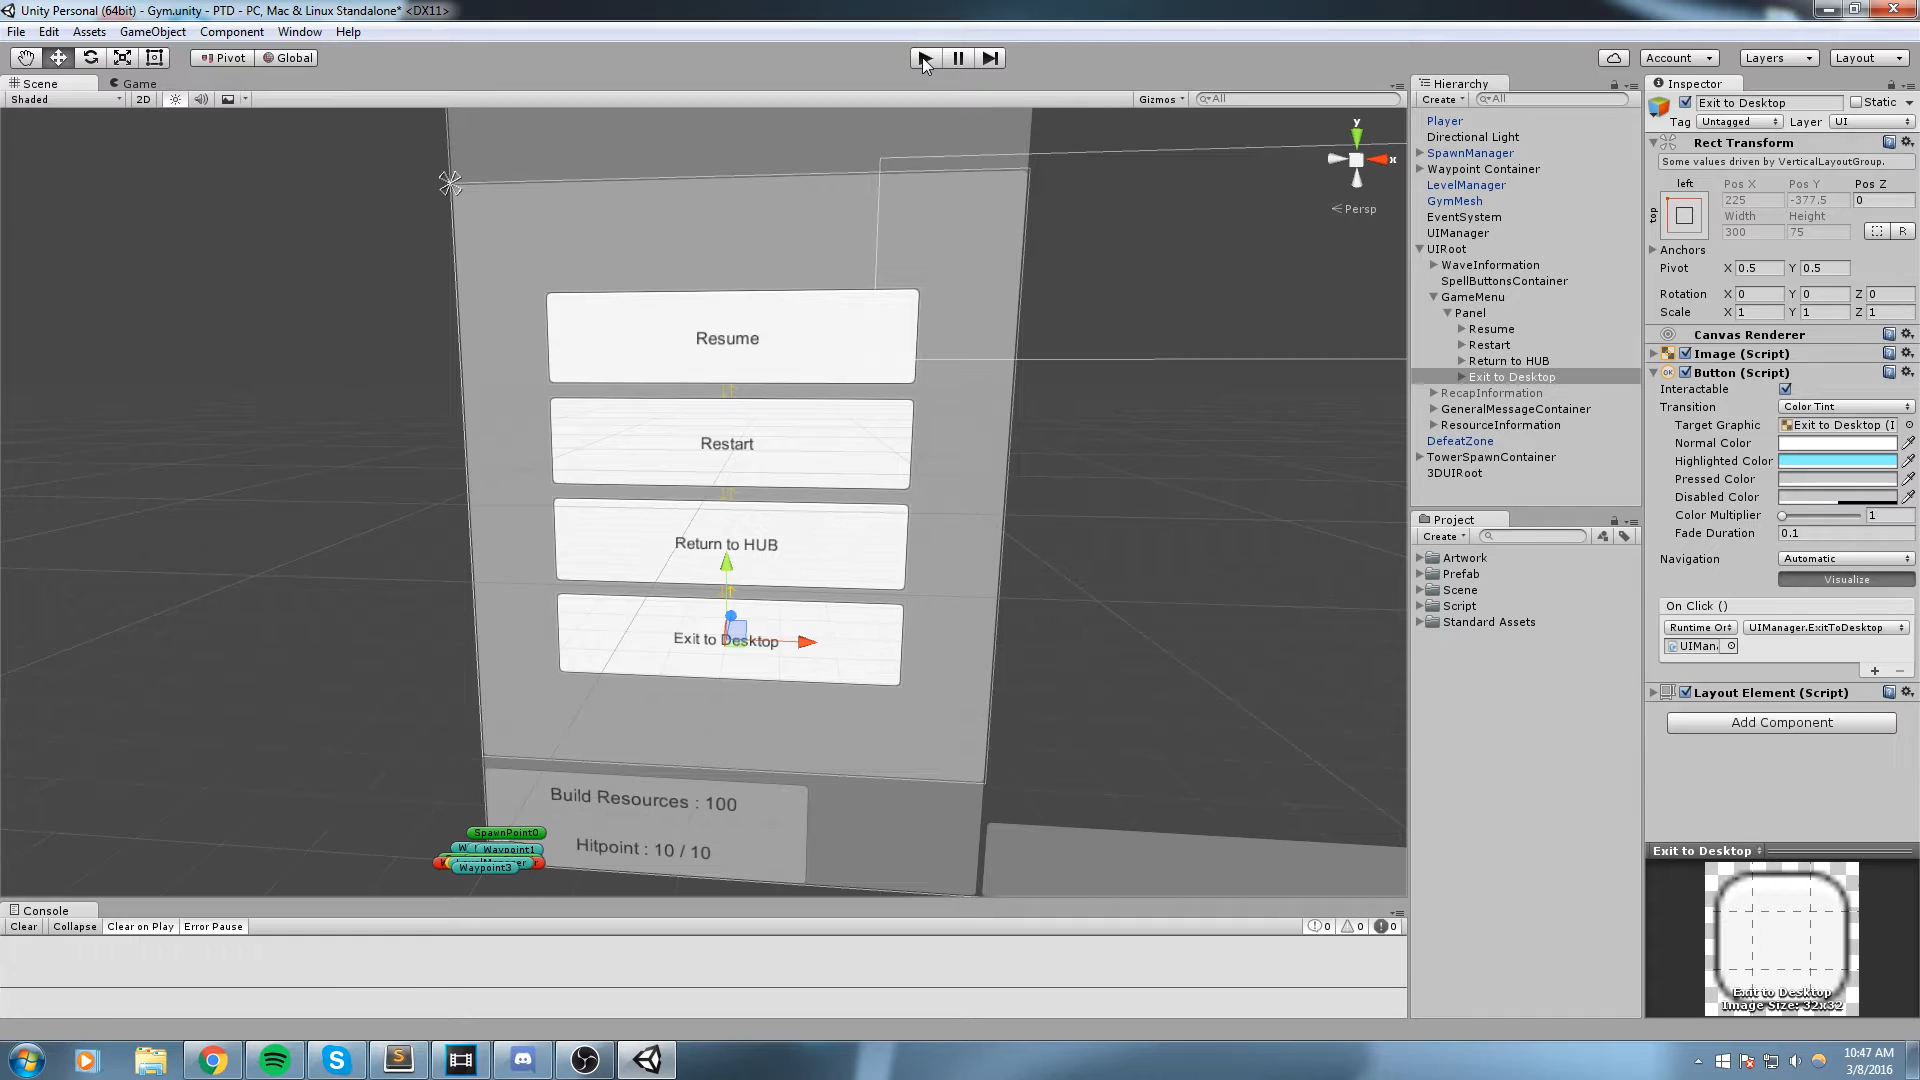 Unity Personal (64bit) - Gym.unity - PTD - PC, Mac & Linux Standalone* <DX11>
File Edit Assets GameObject Component Window Help
Pivot Global Account Layers Layout
Scene Game
Shaded 2D Gizmos All
y
x
Persp
Resume
Restart
Return to HUB
Exit to Desktop
Build Resources : 100
Hitpoint : 10 / 10
SpawnPoint0
Waypoint1
Waypoint3
Console
Clear Collapse Clear on Play Error Pause 0 0 0
Hierarchy
Create All
Player
Directional Light
SpawnManager
Waypoint Container
LevelManager
GymMesh
EventSystem
UIManager
UIRoot
WaveInformation
SpellButtonsContainer
GameMenu
Panel
Resume
Restart
Return to HUB
Exit to Desktop
RecapInformation
GeneralMessageContainer
ResourceInformation
DefeatZone
TowerSpawnContainer
3DUIRoot
Project
Create
Artwork
Prefab
Scene
Script
Standard Assets
Inspector
Exit to Desktop Static
Tag Untagged Layer UI
Rect Transform
Some values driven by VerticalLayoutGroup.
left Pos X Pos Y Pos Z
top 225 -377.5 0
Width Height
300 75 R
Anchors
Pivot X 0.5 Y 0.5
Rotation X 0 Y 0 Z 0
Scale X 1 Y 1 Z 1
Canvas Renderer
Image (Script)
Button (Script)
Interactable
Transition Color Tint
Target Graphic Exit to Desktop (I
Normal Color
Highlighted Color
Pressed Color
Disabled Color
Color Multiplier 1
Fade Duration 0.1
Navigation Automatic
Visualize
On Click ()
Runtime Or UIManager.ExitToDesktop
UIMan
Layout Element (Script)
Add Component
Exit to Desktop
Exit to Desktop
Image Size: 32x32
10:47 AM
3/8/2016